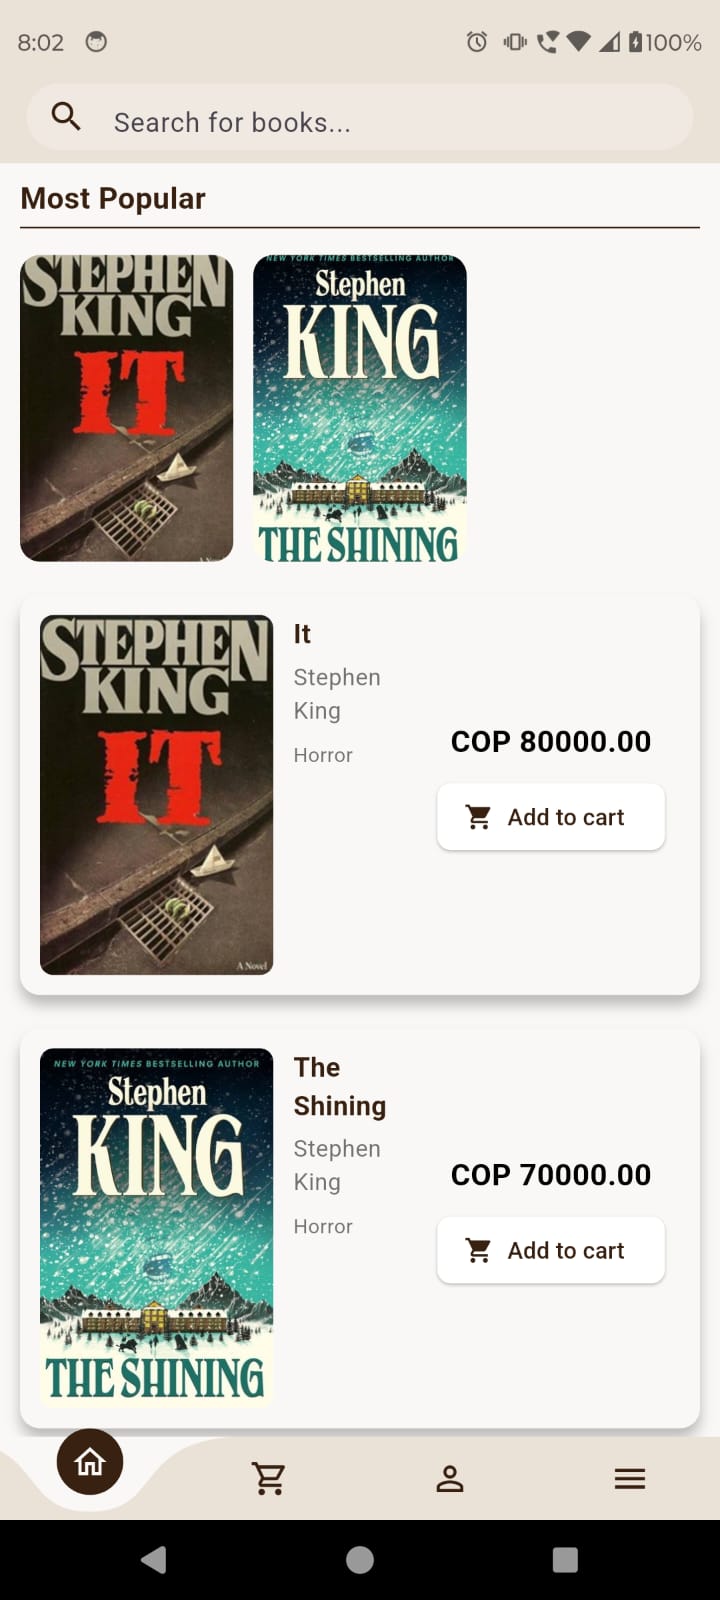 8:02
100%
Search for books...
Most Popular
STEPHEN
KING
IT
NEW YORK TIMES BESTSELLING AUTHOR
Stephen
KING
THE SHINING
STEPHEN
KING
IT
A Novel
It
Stephen
King
Horror
COP 80000.00
Add to cart
NEW YORK TIMES BESTSELLING AUTHOR
Stephen
KING
THE SHINING
The
Shining
Stephen
King
Horror
COP 70000.00
Add to cart